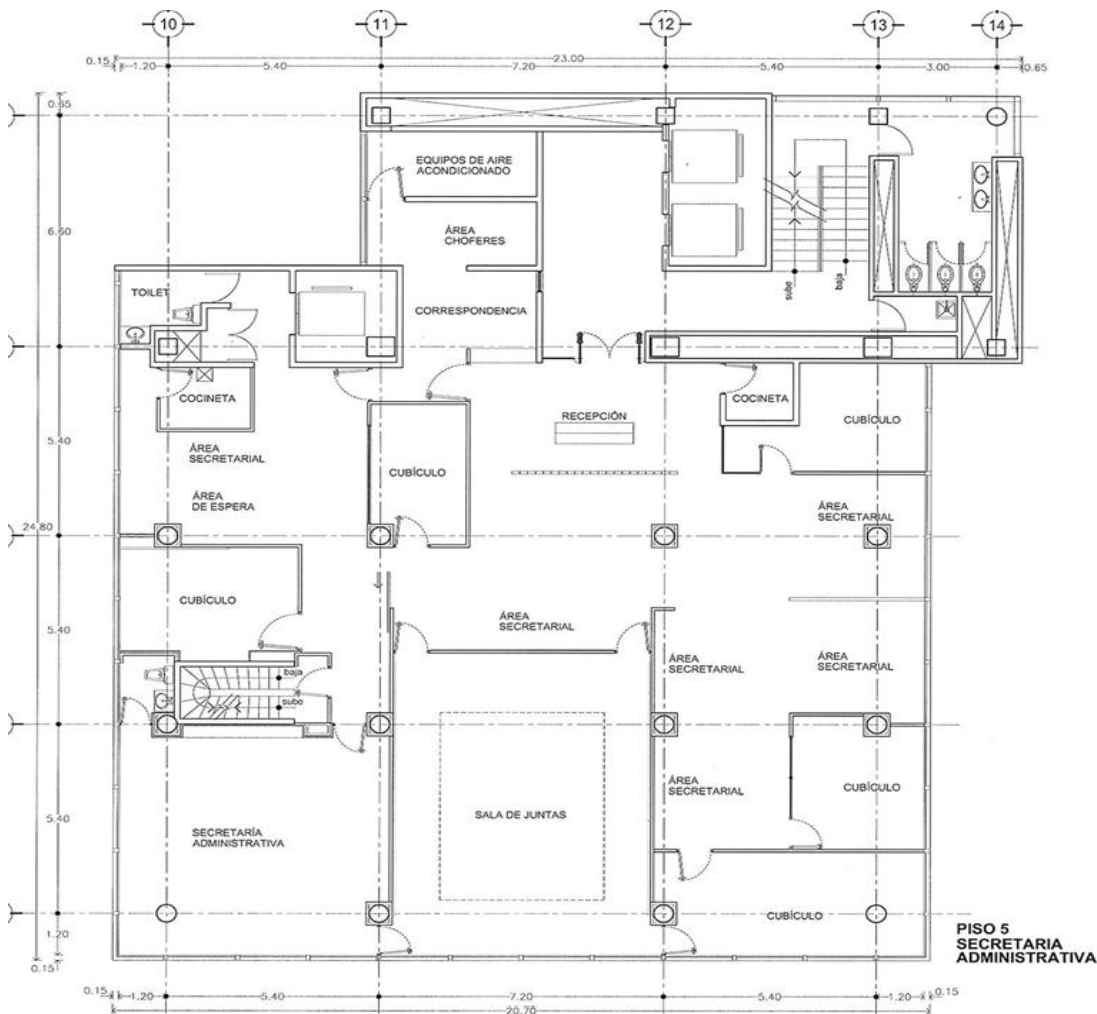 10
11
12
13
14
23.00
0.15
1.20
5.40
7.20
5.40
3.00
0.65
0.65
EQUIPOS DE AIRE
ACONDICIONADO
ÁREA
CHOFERES
6.60
sube
baja
TOILET
CORRESPONDENCIA
COCINETA
RECEPCIÓN
COCINETA
CUBÍCULO
5.40
ÁREA
SECRETARIAL
CUBÍCULO
ÁREA
DE ESPERA
ÁREA
SECRETARIAL
24.80
CUBÍCULO
ÁREA
SECRETARIAL
5.40
ÁREA
SECRETARIAL
ÁREA
SECRETARIAL
baja
sube
ÁREA
SECRETARIAL
CUBÍCULO
5.40
SECRETARÍA
ADMINISTRATIVA
SALA DE JUNTAS
CUBÍCULO
1.20
0.15
PISO 5
SECRETARIA
ADMINISTRATIVA
0.15
1.20
5.40
7.20
5.40
1.20
0.15
20.70